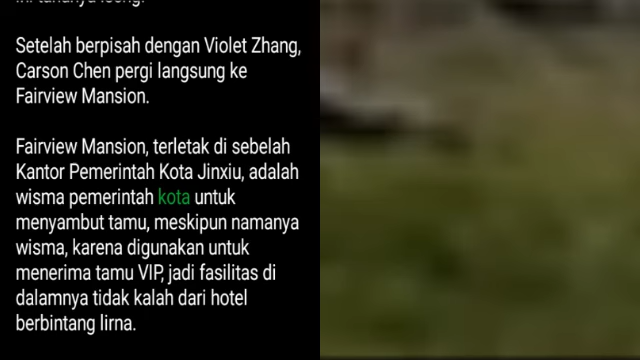 Setelah berpisah dengan Violet Zhang,
Carson Chen pergi langsung ke
Fairview Mansion.
Fairview Mansion, terletak di sebelah
Kantor Pemerintah Kota Jinxiu, adalah
wisma pemerintah kota untuk
menyambut tamu, meskipun namanya
wisma, karena digunakan untuk
menerima tamu VIP, jadi fasilitas di
dalamnya tidak kalah dari hotel
berbintang lirna.